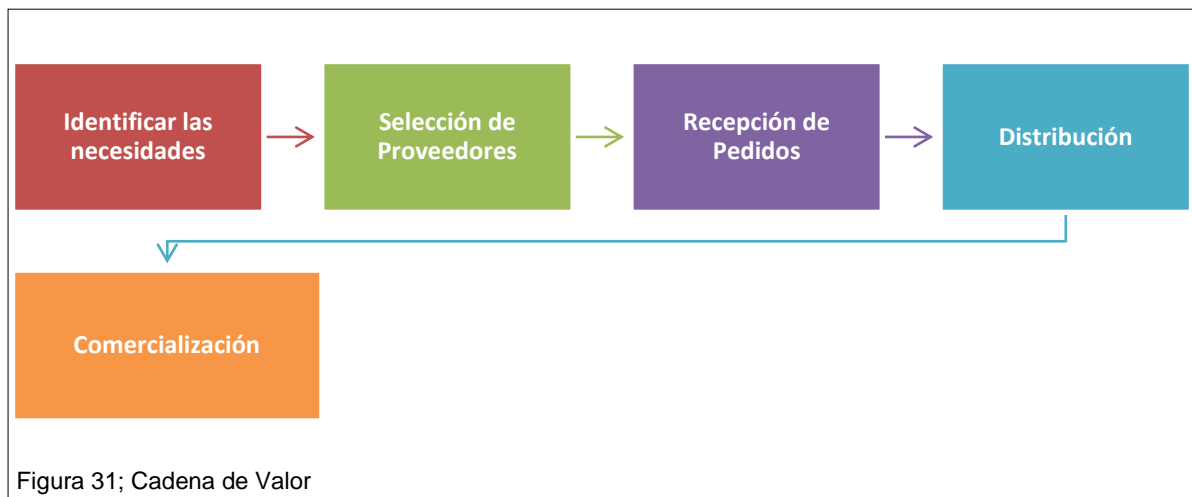 Identificar las
necesidades
Selección de
Proveedores
Recepción de
Pedidos
Distribución
Comercialización
Figura 31; Cadena de Valor